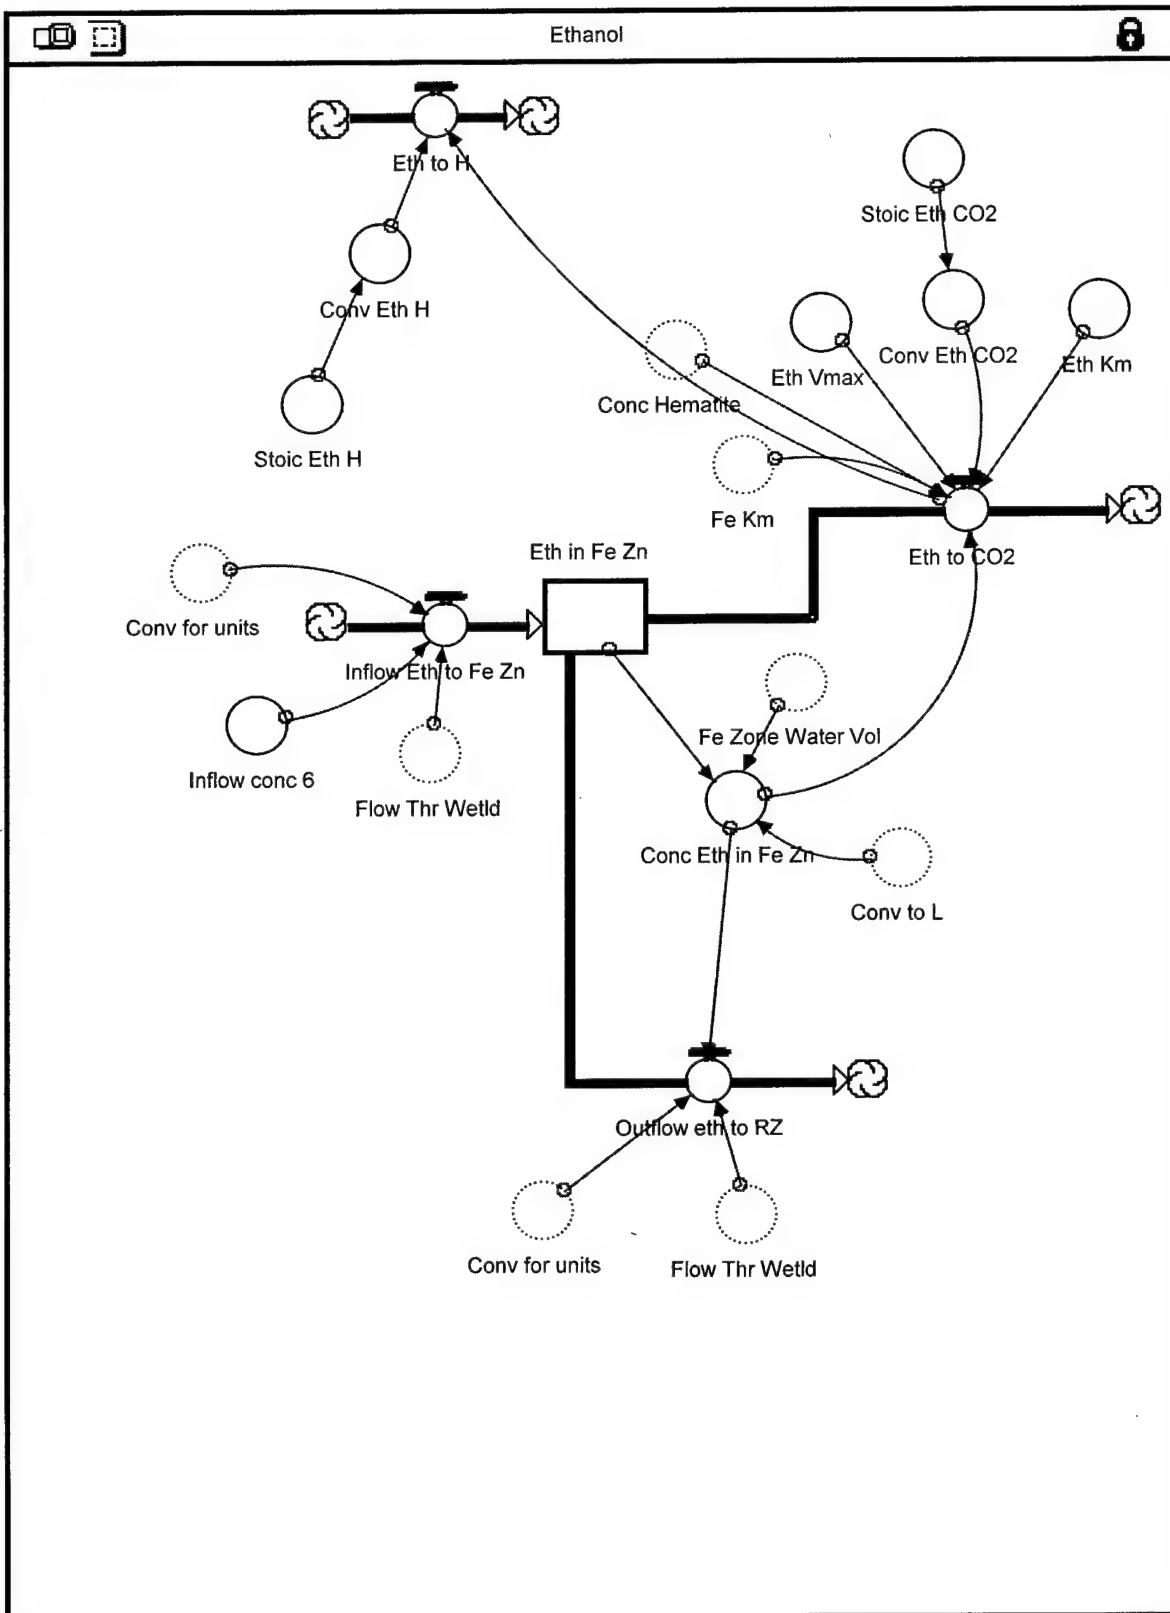 Ethanol
Eth to H
Stoic Eth CO2
Conv Eth H
Conv Eth CO2
Eth Km
Eth Vmax
Conc Hematite
Stoic Eth H
Fe Km
Eth in Fe Zn
Eth to CO2
Conv for units
Inflow Eth to Fe Zn
Fe Zone Water Vol
Inflow conc 6
Flow Thr Wetld
Conc Eth in Fe Zn
Conv to L
Outflow eth to RZ
Conv for units
Flow Thr Wetld